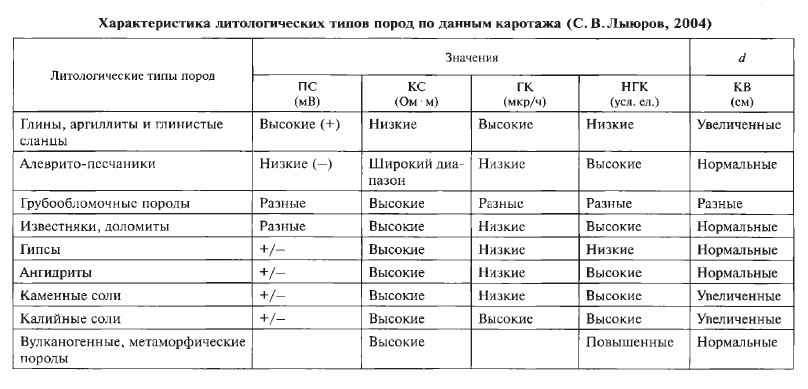 Характеристика литологических типов пород по данным каротажа (С. В. Лыюров, 2004)
Литологические типы пород Значения d
ПС (мВ) КС (Ом·м) ГК (мкр/ч) НГК (усл. ед.) КВ (см)
Глины, аргиллиты и глинистые сланцы Высокие (+) Низкие Высокие Низкие Увеличенные
Алеврито-песчаники Низкие (−) Широкий диапазон Низкие Высокие Нормальные
Грубообломочные породы Разные Высокие Разные Разные Разные
Известняки, доломиты Разные Высокие Низкие Высокие Нормальные
Гипсы +/− Высокие Низкие Низкие Нормальные
Ангидриты +/− Высокие Низкие Высокие Нормальные
Каменные соли +/− Высокие Низкие Высокие Увеличенные
Калийные соли +/− Высокие Высокие Высокие Увеличенные
Вулканогенные, метаморфические породы Высокие Повышенные Нормальные